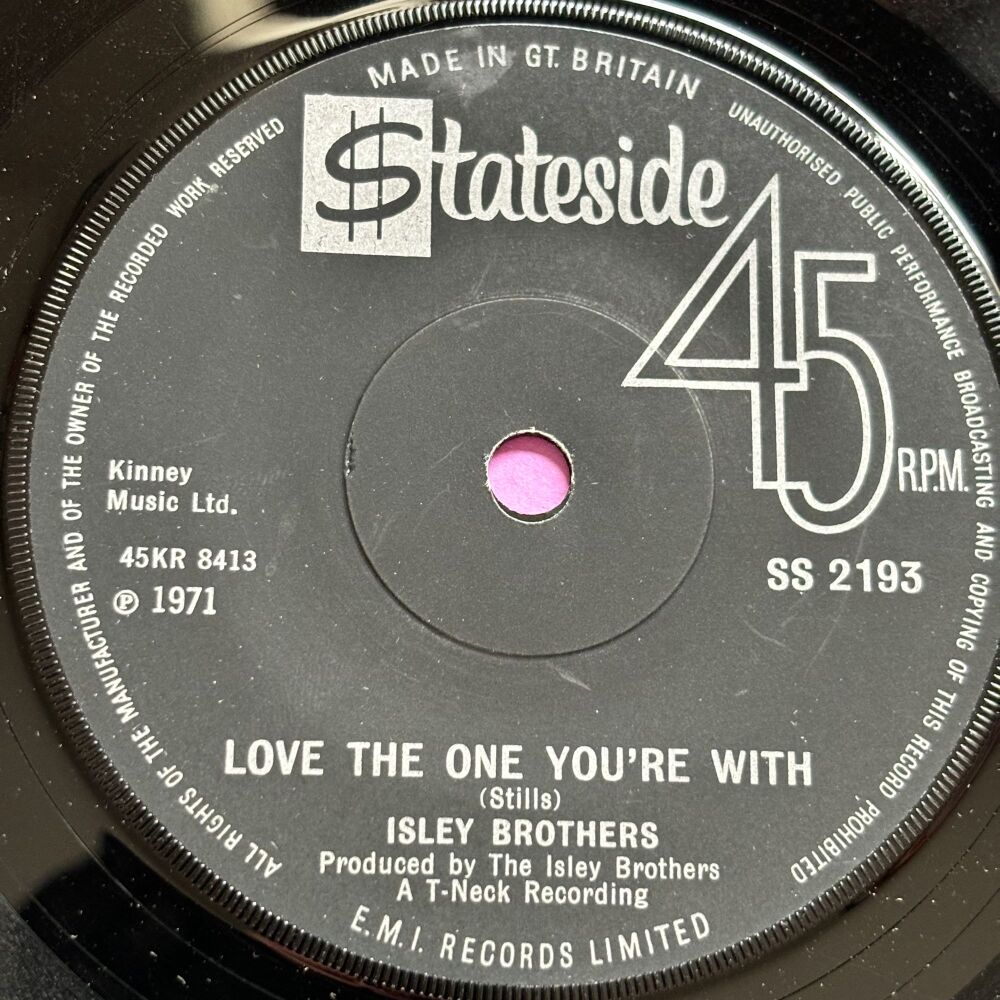 MADE IN GT. BRITAIN
$tateside
45
R.P.M.
Kinney
Music Ltd.
45KR 8413
℗ 1971
SS 2193
LOVE THE ONE YOU'RE WITH
(Stills)
ISLEY BROTHERS
Produced by The Isley Brothers
A T-Neck Recording
E.M.I. RECORDS LIMITED
ALL RIGHTS OF THE MANUFACTURER AND OF THE OWNER OF THE RECORDED WORK RESERVED
UNAUTHORISED PUBLIC PERFORMANCE BROADCASTING AND COPYING OF THIS RECORD PROHIBITED